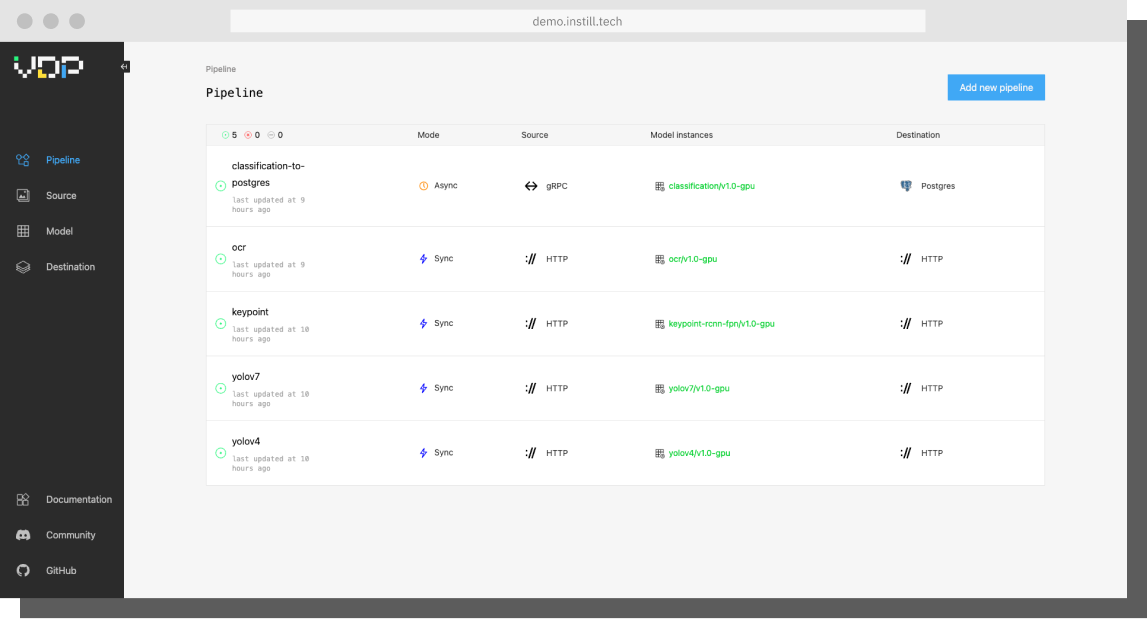 demo.instill.tech
VDP
Pipeline
Source
Model
Destination
Documentation
Community
GitHub
Pipeline
Pipeline
Add new pipeline
5 0 0 Mode Source Model instances Destination
classification-to-
postgres
last updated at 9
hours ago
Async gRPC classification/v1.0-gpu Postgres
ocr
last updated at 9
hours ago
Sync :// HTTP ocr/v1.0-gpu :// HTTP
keypoint
last updated at 10
hours ago
Sync :// HTTP keypoint-rcnn-fpn/v1.0-gpu :// HTTP
yolov7
last updated at 10
hours ago
Sync :// HTTP yolov7/v1.0-gpu :// HTTP
yolov4
last updated at 10
hours ago
Sync :// HTTP yolov4/v1.0-gpu :// HTTP